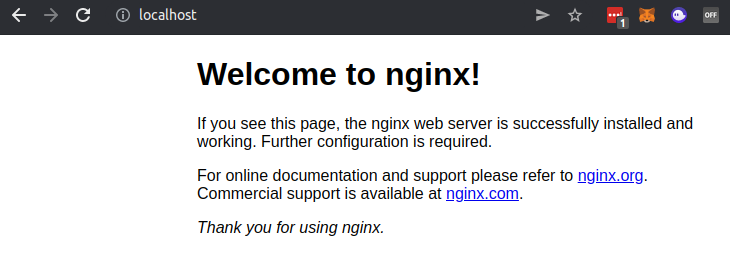 localhost
1
OFF
Welcome to nginx!
If you see this page, the nginx web server is successfully installed and
working. Further configuration is required.
For online documentation and support please refer to nginx.org.
Commercial support is available at nginx.com.
Thank you for using nginx.